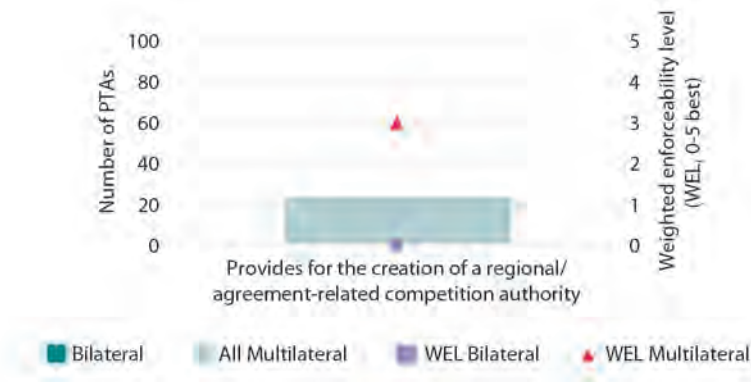 100
80
60
40
20
0
Number of PTAs
5
4
3
2
1
0
Weighted enforceability level
(WEL, 0-5 best)
Provides for the creation of a regional/
agreement-related competition authority
Bilateral
All Multilateral
WEL Bilateral
WEL Multilateral